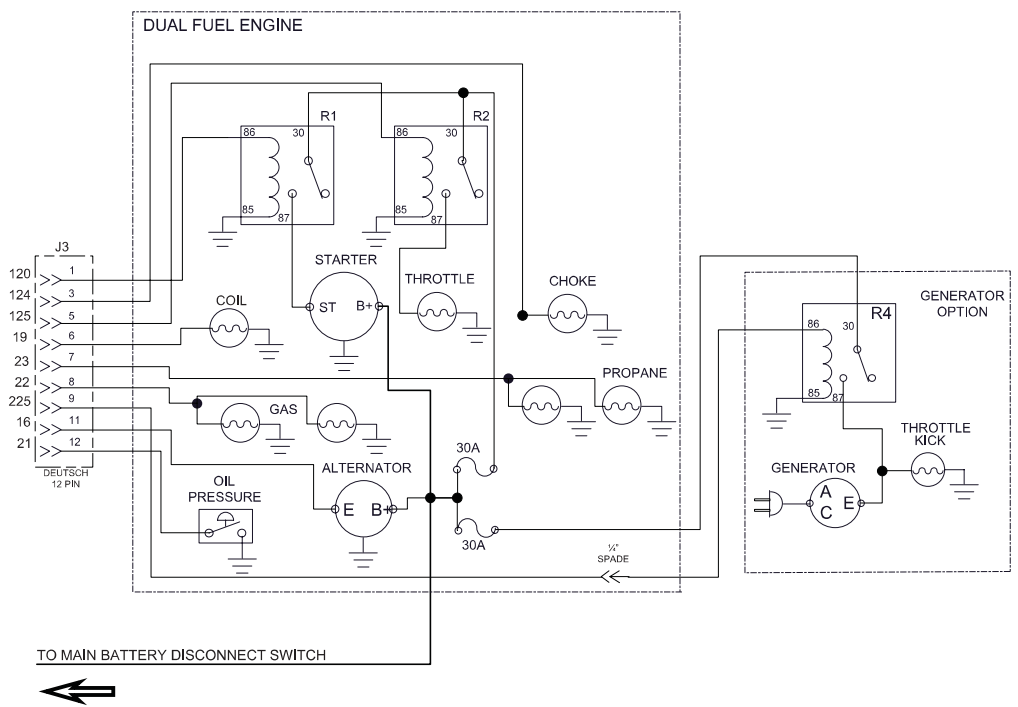 DUAL FUEL ENGINE
R1
R2
86
30
86
30
85
87
85
87
J3
120
1
124
3
125
5
19
6
23
7
22
8
225
9
16
11
21
12
DEUTSCH
12 PIN
COIL
STARTER
ST
B+
THROTTLE
CHOKE
GENERATOR
OPTION
R4
86
30
85
87
PROPANE
GAS
THROTTLE
KICK
GENERATOR
A
C
E
OIL
PRESSURE
ALTERNATOR
E
B+
30A
30A
¼"
SPADE
TO MAIN BATTERY DISCONNECT SWITCH